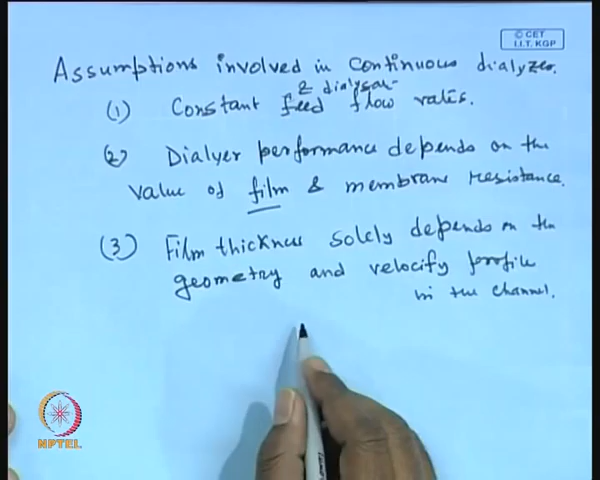 © CET
I.I.T. KGP
Assumptions involved in continuous dialyzer.
& dialysate
(1) Constant feed flow rates.
(2) Dialyer performance depends on the
value of film & membrane resistance.
(3) Film thickness solely depends on the
geometry and velocity profile
in the channel.
NPTEL